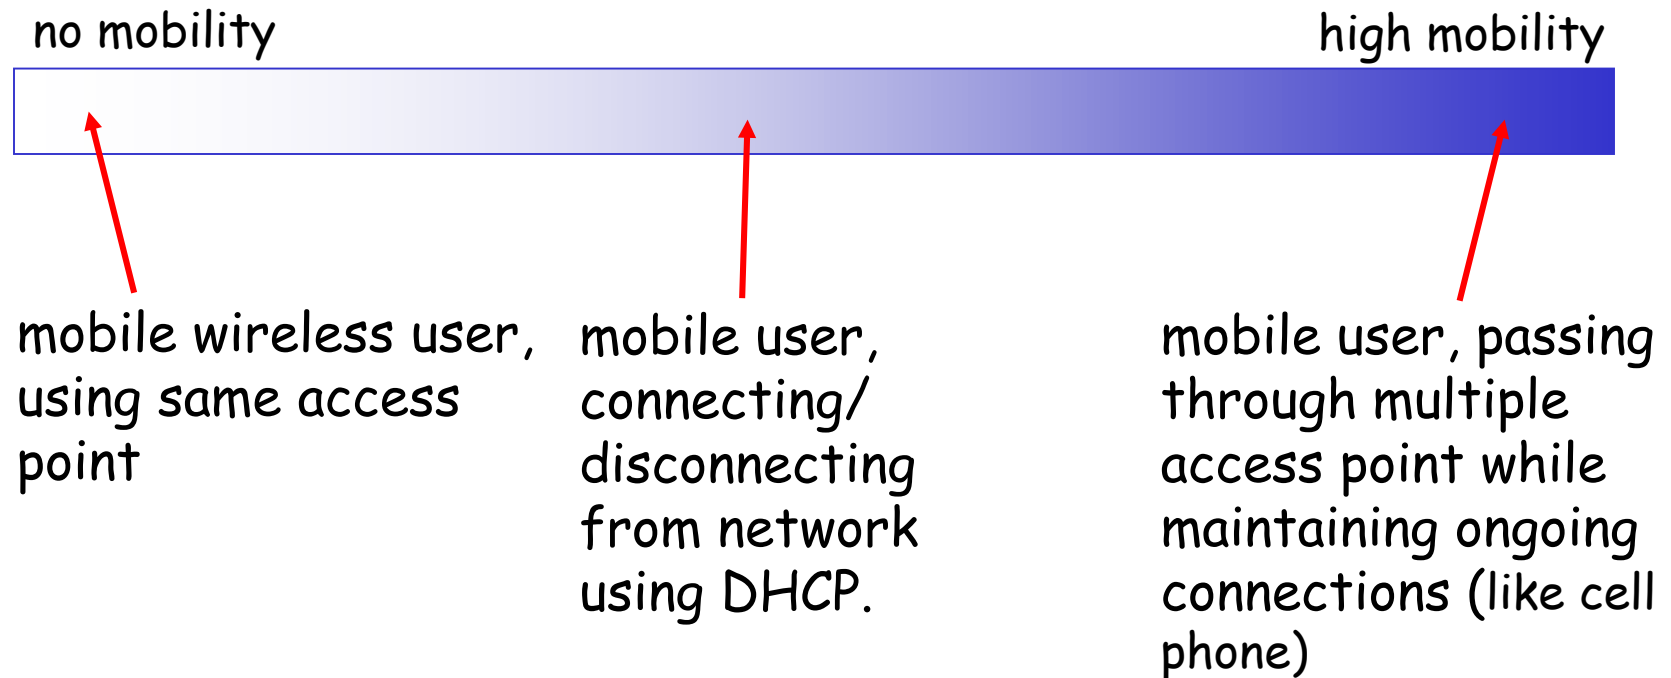 no mobility
high mobility
mobile wireless user,
using same access
point
mobile user,
connecting/
disconnecting
from network
using DHCP.
mobile user, passing
through multiple
access point while
maintaining ongoing
connections (like cell
phone)